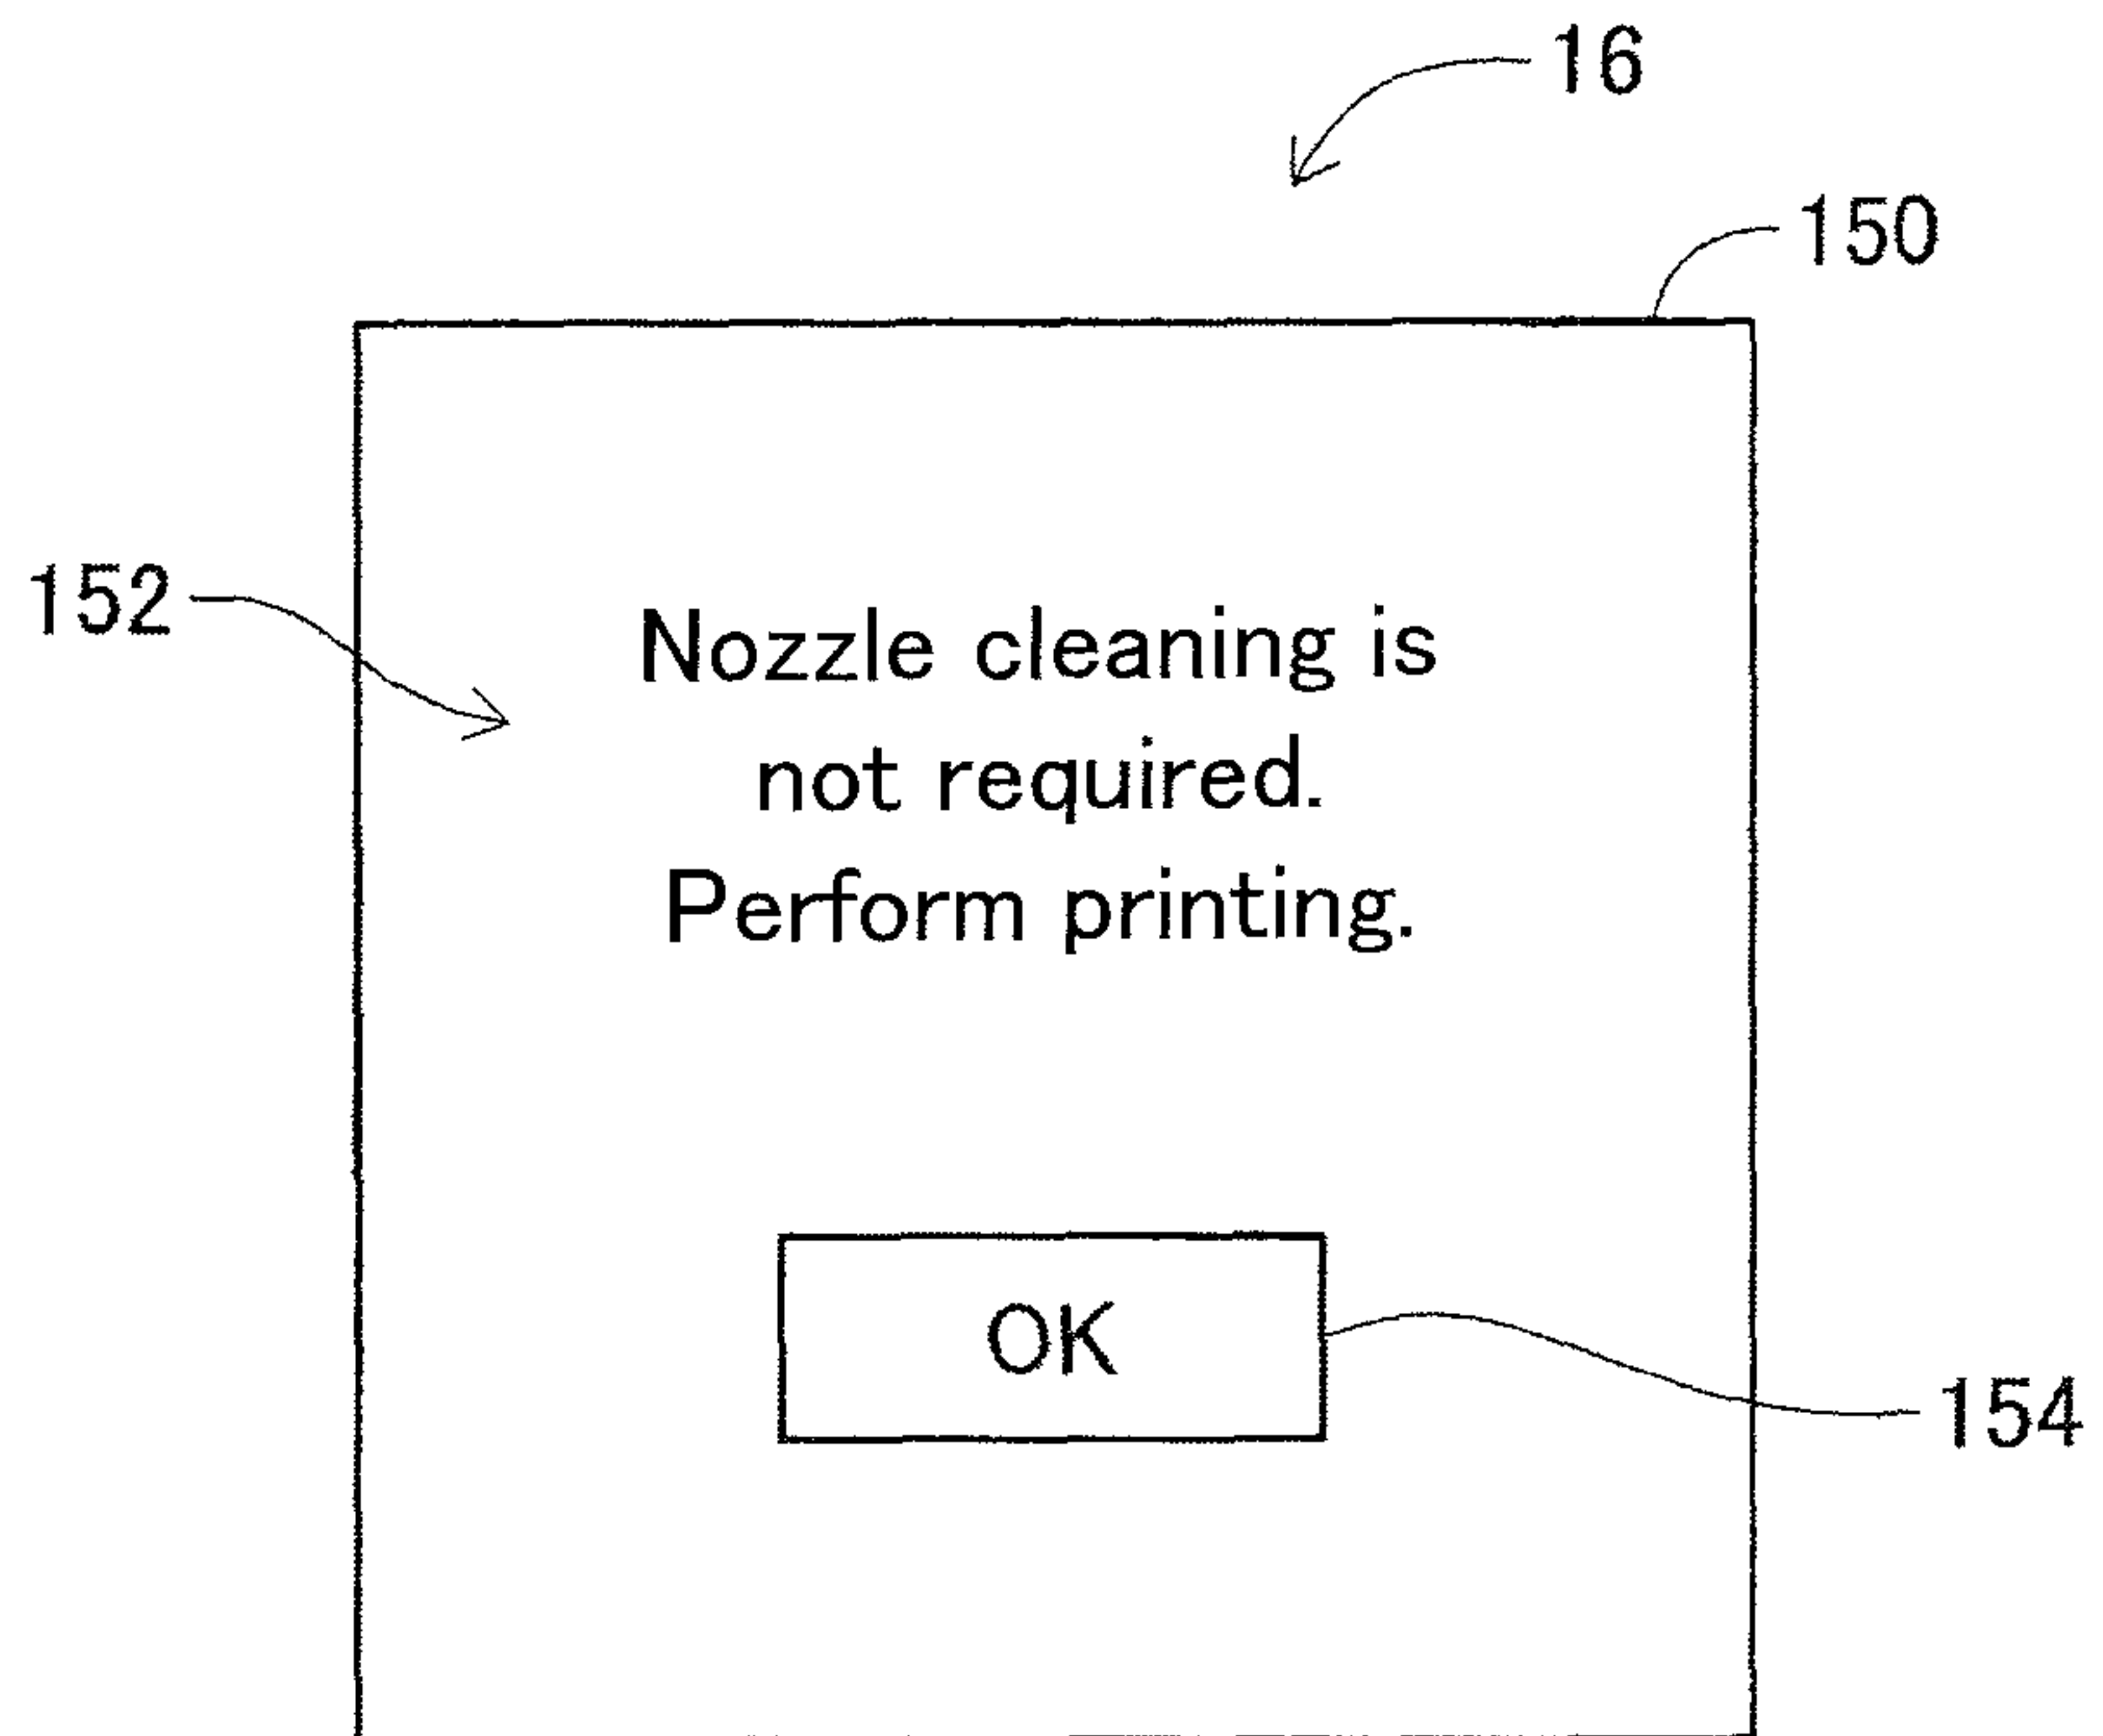 16
150
152
Nozzle cleaning is
not required.
Perform printing.
OK
154